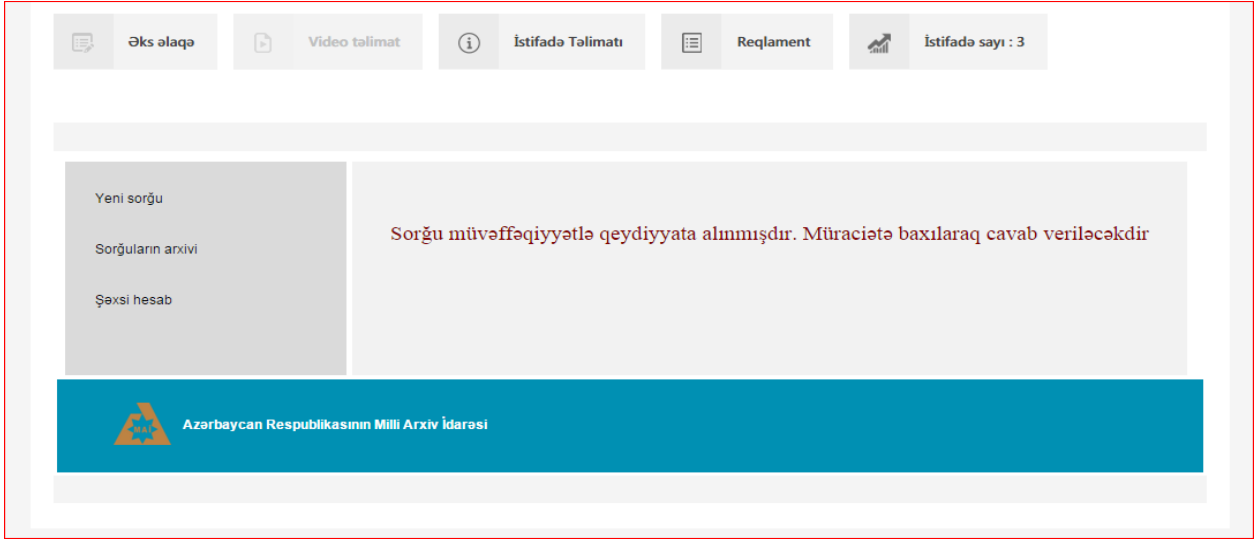 Əks əlaqə
Video təlimat
İstifadə Təlimatı
Reqlament
İstifadə sayı : 3
Yeni sorğu
Sorğuların arxivi
Şəxsi hesab
Sorğu müvəffəqiyyətlə qeydiyyata alınmışdır. Müraciətə baxılaraq cavab veriləcəkdir
MAİ
Azərbaycan Respublikasının Milli Arxiv İdarəsi